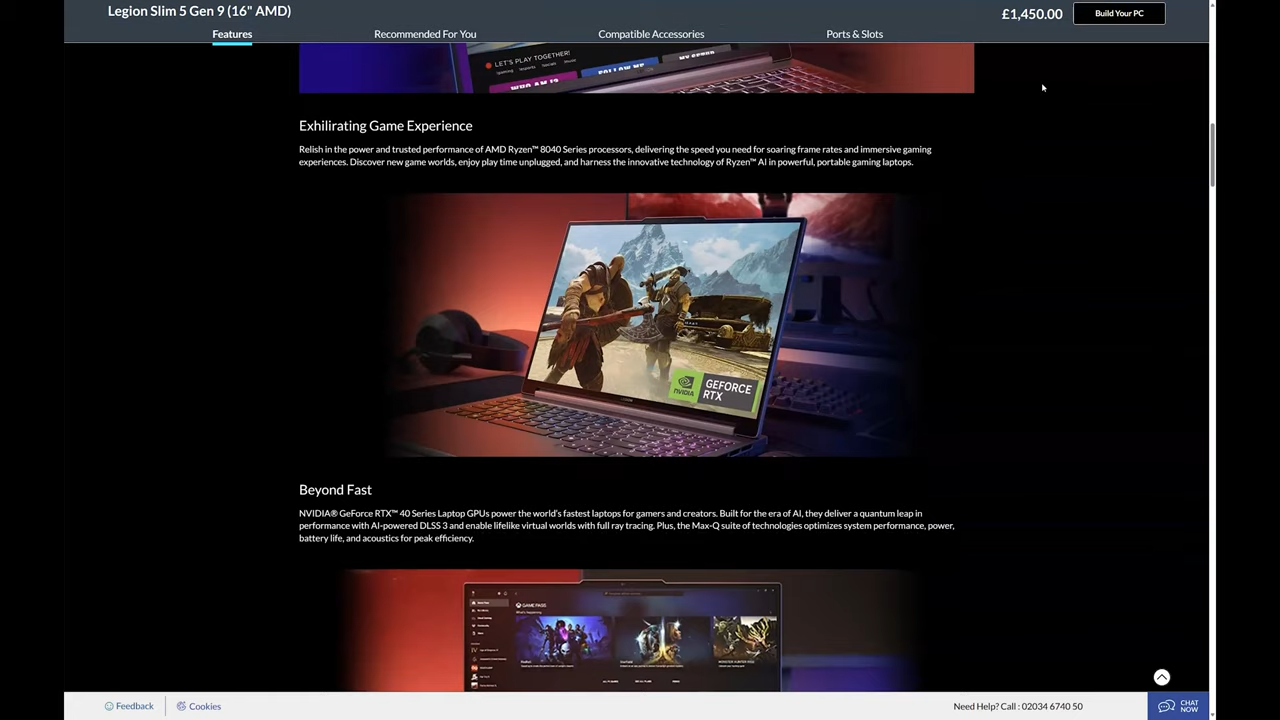 Legion Slim 5 Gen 9 (16" AMD)
£1,450.00
Build Your PC
Features
Recommended For You
Compatible Accessories
Ports & Slots
LET'S PLAY TOGETHER!
WHO AM I?
FOLLOW ME
MY SETUP
Exhilirating Game Experience
Relish in the power and trusted performance of AMD Ryzen™ 8040 Series processors, delivering the speed you need for soaring frame rates and immersive gaming
experiences. Discover new game worlds, enjoy play time unplugged, and harness the innovative technology of Ryzen™ AI in powerful, portable gaming laptops.
NVIDIA
GEFORCE
RTX
Beyond Fast
NVIDIA® GeForce RTX™ 40 Series Laptop GPUs power the world's fastest laptops for gamers and creators. Built for the era of AI, they deliver a quantum leap in
performance with AI-powered DLSS 3 and enable lifelike virtual worlds with full ray tracing. Plus, the Max-Q suite of technologies optimizes system performance, power,
battery life, and acoustics for peak efficiency.
GAME PASS
Feedback
Cookies
Need Help? Call : 02034 6740 50
CHAT
NOW